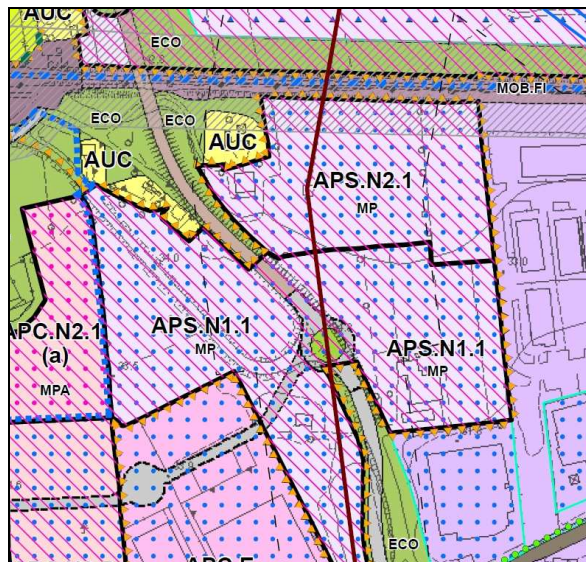 AUC
ECO
MOB.FI
ECO
ECO
AUC
AUC
APS.N2.1
MP
APS.N1.1
MP
APC.N2.1
(a)
MPA
APS.N1.1
MP
ECO